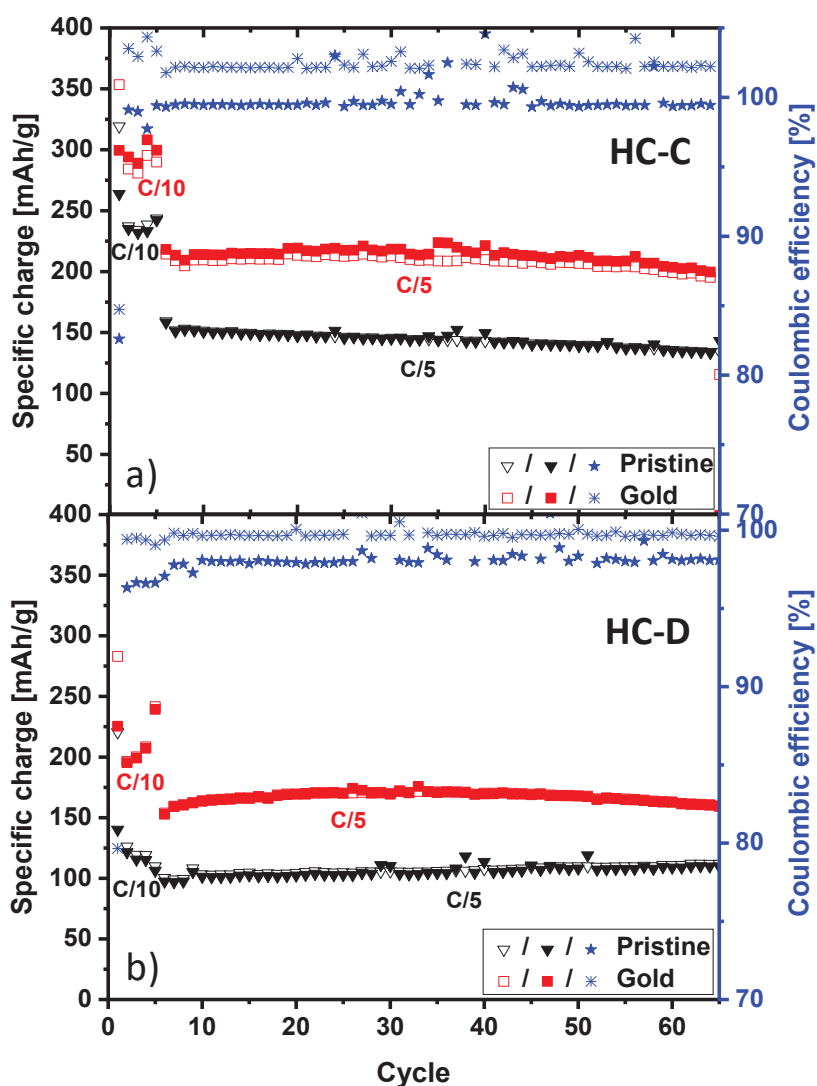 400
350
300
250
200
150
100
50
Specific charge [mAh/g]
100
90
80
70
Coulombic efficiency [%]
HC-C
C/10
C/10
C/5
C/5
a)
/ / Pristine
/ / Gold
400
350
300
250
200
150
100
50
0
Specific charge [mAh/g]
100
90
80
70
Coulombic efficiency [%]
HC-D
C/10
C/5
C/10
C/5
b)
/ / Pristine
/ / Gold
0 10 20 30 40 50 60
Cycle